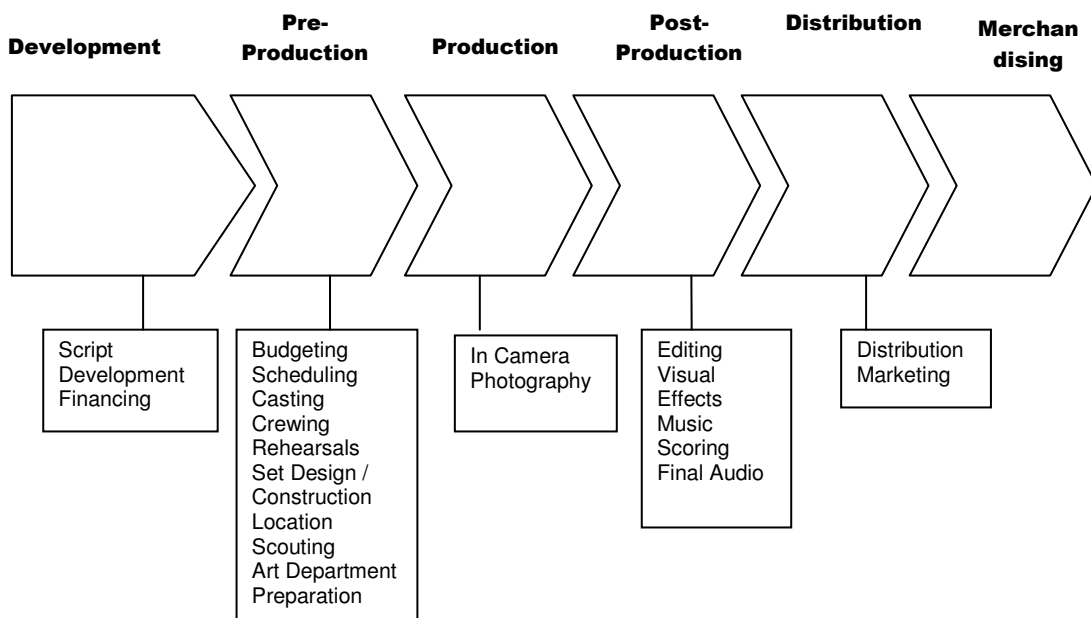 Development
Pre-
Production
Production
Post-
Production
Distribution
Merchan
dising
Script
Development
Financing
Budgeting
Scheduling
Casting
Crewing
Rehearsals
Set Design /
Construction
Location
Scouting
Art Department
Preparation
In Camera
Photography
Editing
Visual
Effects
Music
Scoring
Final Audio
Distribution
Marketing